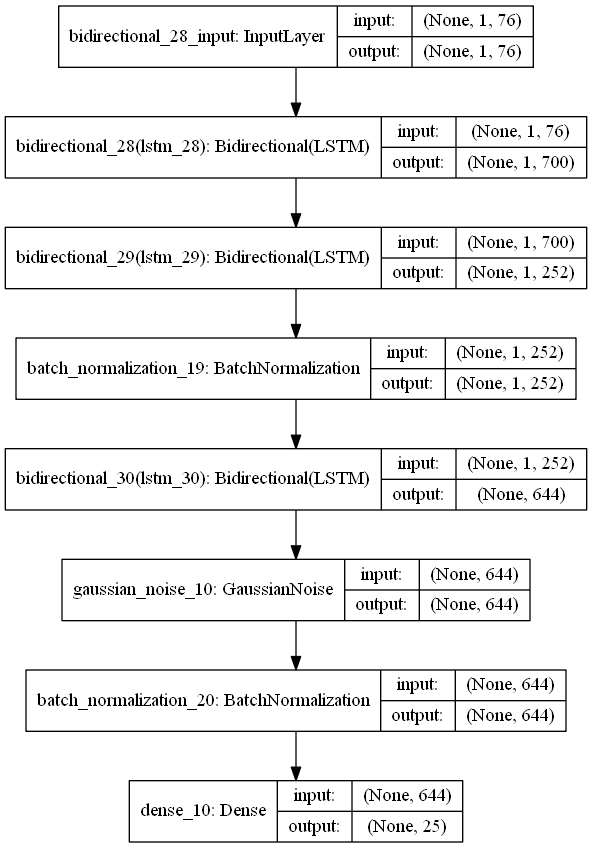 bidirectional_28_input: InputLayer
input: (None, 1, 76)
output: (None, 1, 76)
bidirectional_28(lstm_28): Bidirectional(LSTM)
input: (None, 1, 76)
output: (None, 1, 700)
bidirectional_29(lstm_29): Bidirectional(LSTM)
input: (None, 1, 700)
output: (None, 1, 252)
batch_normalization_19: BatchNormalization
input: (None, 1, 252)
output: (None, 1, 252)
bidirectional_30(lstm_30): Bidirectional(LSTM)
input: (None, 1, 252)
output: (None, 644)
gaussian_noise_10: GaussianNoise
input: (None, 644)
output: (None, 644)
batch_normalization_20: BatchNormalization
input: (None, 644)
output: (None, 644)
dense_10: Dense
input: (None, 644)
output: (None, 25)